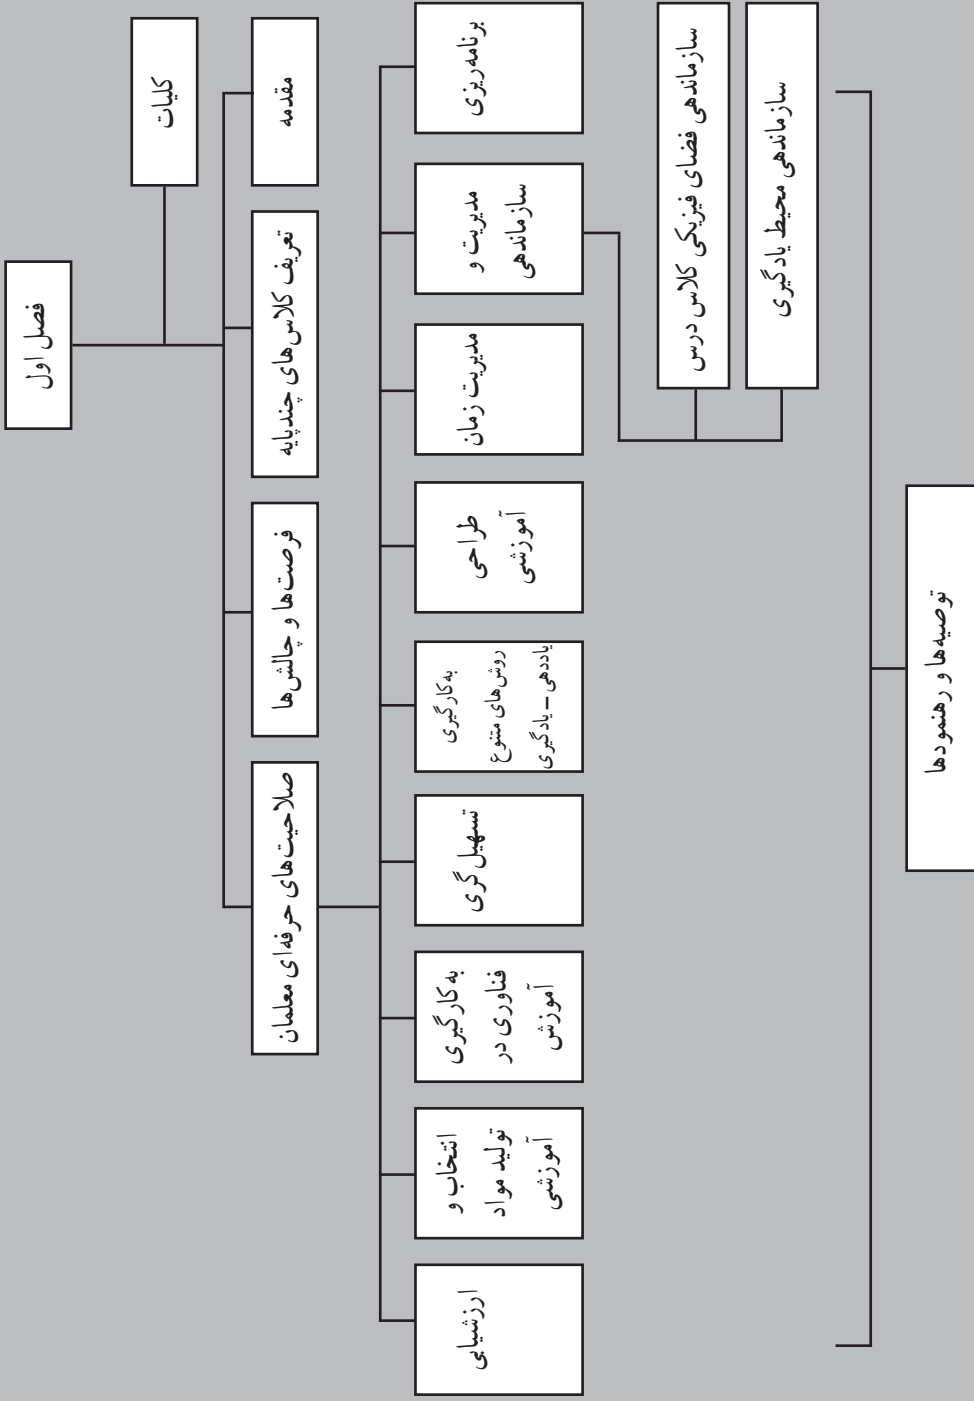 فصل اول
کلیات
مقدمه
تعریف کلاس‌های چندپایه
فرصت‌ها و چالش‌ها
صلاحیت‌های حرفه‌ای معلمان
برنامه‌ریزی
مدیریت و
سازماندهی
مدیریت زمان
طراحی
آموزشی
به‌کارگیری
روش‌های متنوع
یاددهی – یادگیری
تسهیل گری
به کارگیری
فناوری در
آموزش
انتخاب و
تولید مواد
آموزشی
ارزشیابی
سازماندهی فضای فیزیکی کلاس درس
سازماندهی محیط یادگیری
توصیه‌ها و رهنمودها